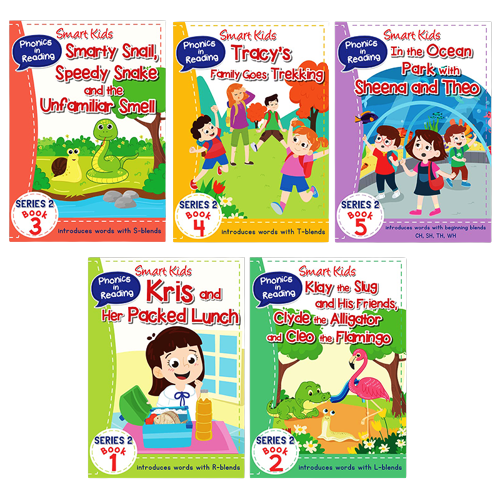 Smart Kids
Phonics in
Reading
Smarty Snail,
Speedy Snake
and the
Unfamiliar Smell
SERIES 2
Book
3
introduces words with S-blends
Smart Kids
Phonics in
Reading
Tracy's
Family Goes Trekking
SERIES 2
Book
4
introduces words with T-blends
Smart Kids
Phonics in
Reading
In the Ocean
Park with
Sheena and Theo
SERIES 2
Book
5
introduces words with beginning blends
CH, SH, TH, WH
Smart Kids
Phonics in
Reading
Kris and
Her Packed Lunch
SERIES 2
Book
1
introduces words with R-blends
Smart Kids
Phonics in
Reading
Klay the Slug
and His Friends,
Clyde the Alligator
and Cleo the Flamingo
SERIES 2
Book
2
introduces words with L-blends